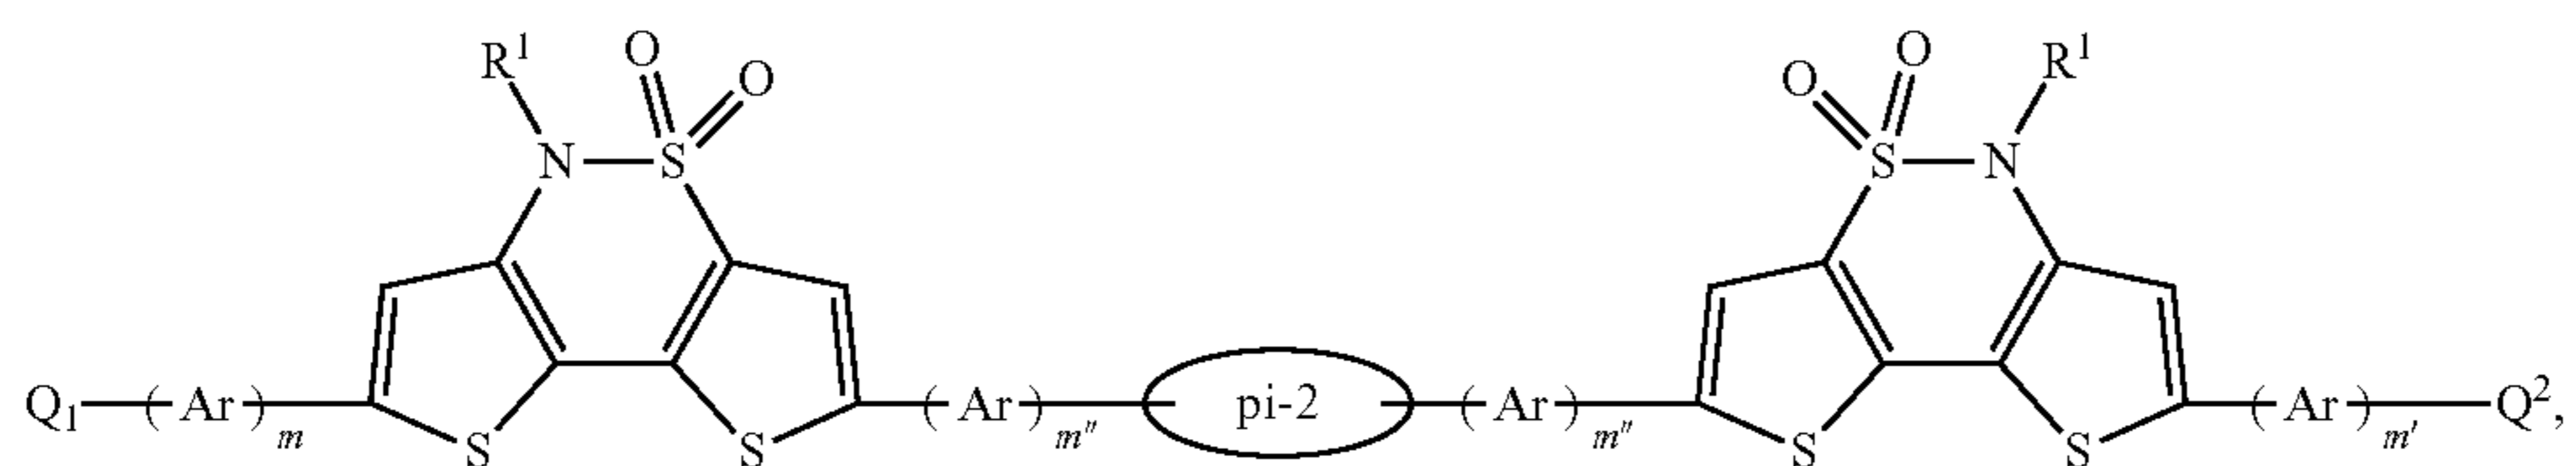 R¹ O O O O R¹
N S S N
Q₁ ( Ar )m ( Ar )m″ pi-2 ( Ar )m″ ( Ar )m′ Q²,
S S S S